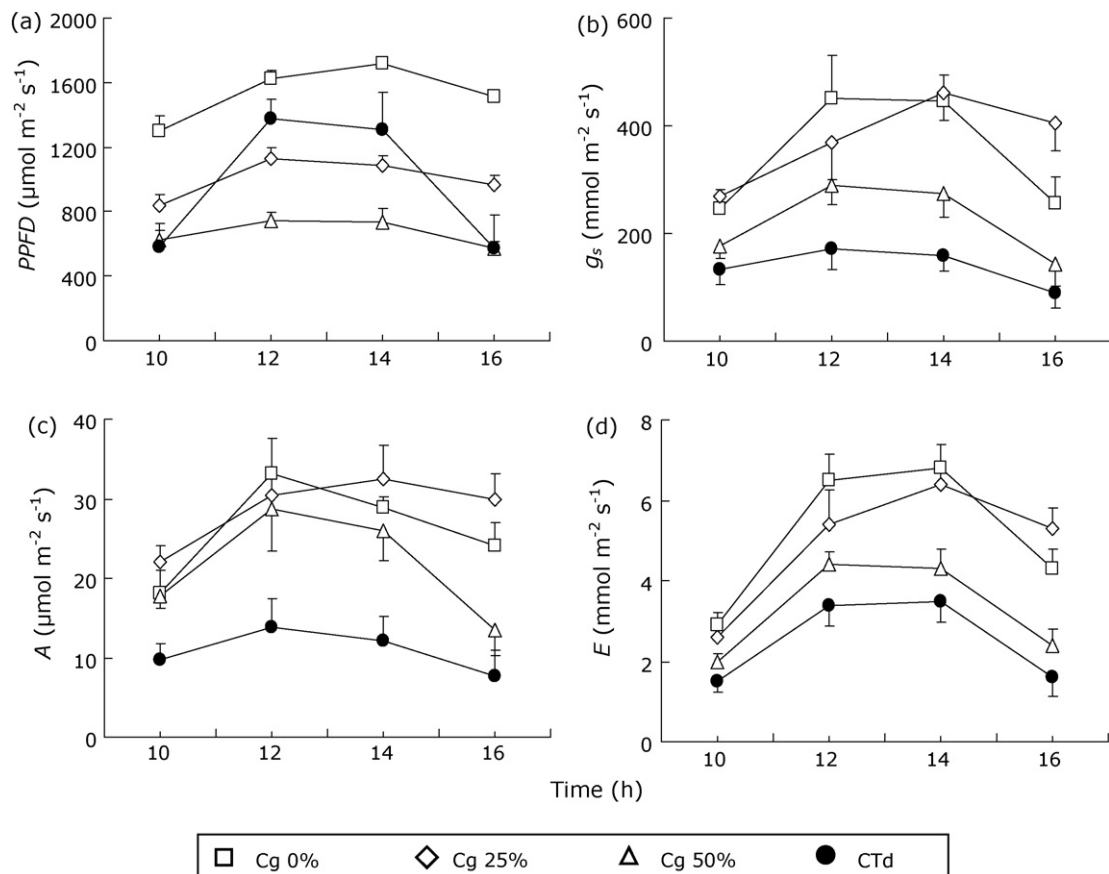 (a)
PPFD (µmol m⁻² s⁻¹)
2000
1600
1200
800
400
0
10 12 14 16
(b)
gₛ (mmol m⁻² s⁻¹)
600
400
200
0
10 12 14 16
(c)
A (µmol m⁻² s⁻¹)
40
30
20
10
0
10 12 14 16
(d)
E (mmol m⁻² s⁻¹)
8
6
4
2
0
10 12 14 16
Time (h)
Cg 0% Cg 25% Cg 50% CTd